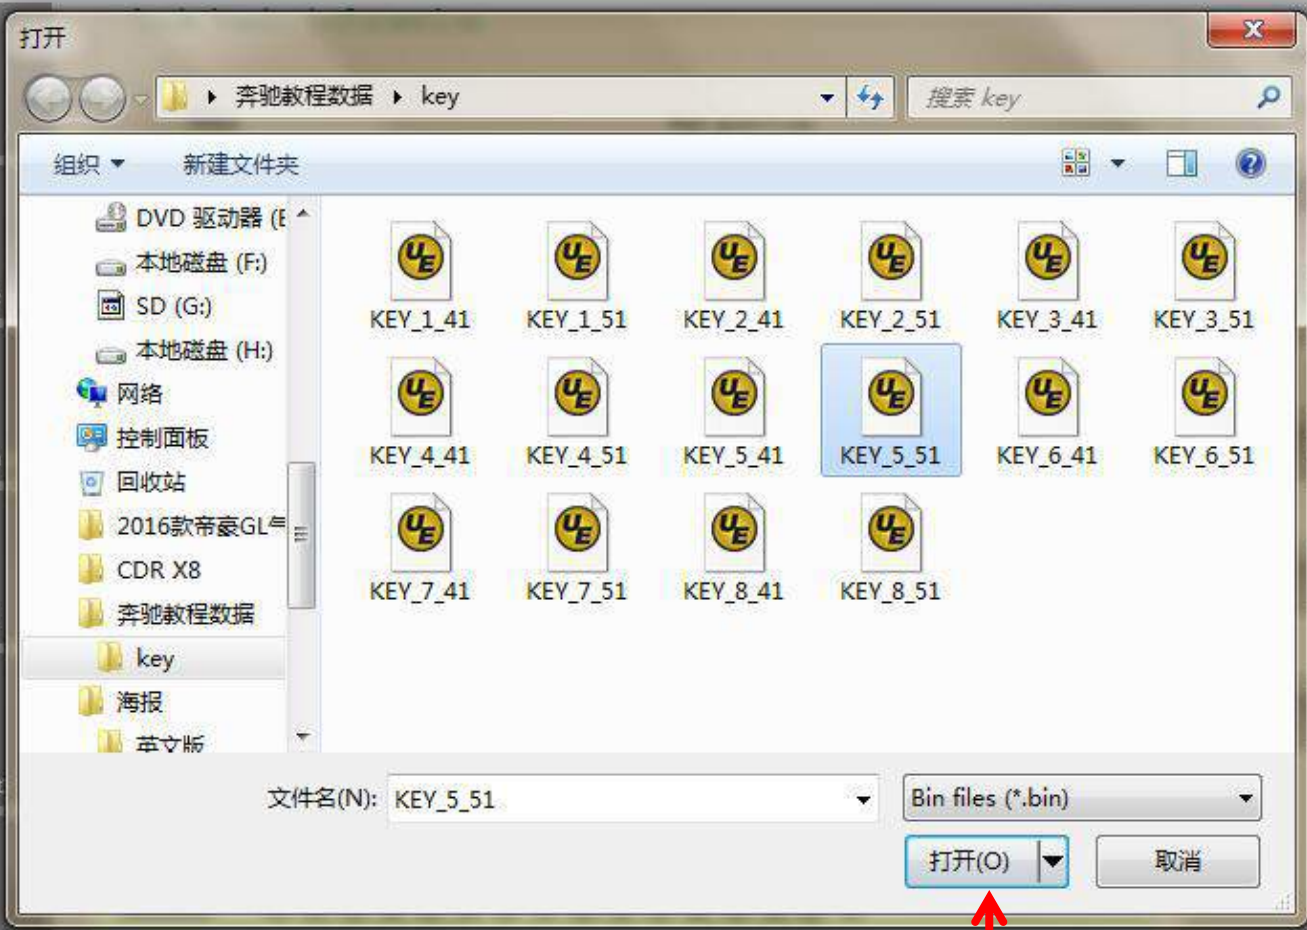 打开
奔驰教程数据 key
搜索 key
组织 新建文件夹
DVD 驱动器 (E
本地磁盘 (F:)
SD (G:)
本地磁盘 (H:)
网络
控制面板
回收站
2016款帝豪GL
CDR X8
奔驰教程数据
key
海报
英文版
KEY_1_41 KEY_1_51 KEY_2_41 KEY_2_51 KEY_3_41 KEY_3_51
KEY_4_41 KEY_4_51 KEY_5_41 KEY_5_51 KEY_6_41 KEY_6_51
KEY_7_41 KEY_7_51 KEY_8_41 KEY_8_51
文件名(N): KEY_5_51 Bin files (*.bin)
打开(O) 取消